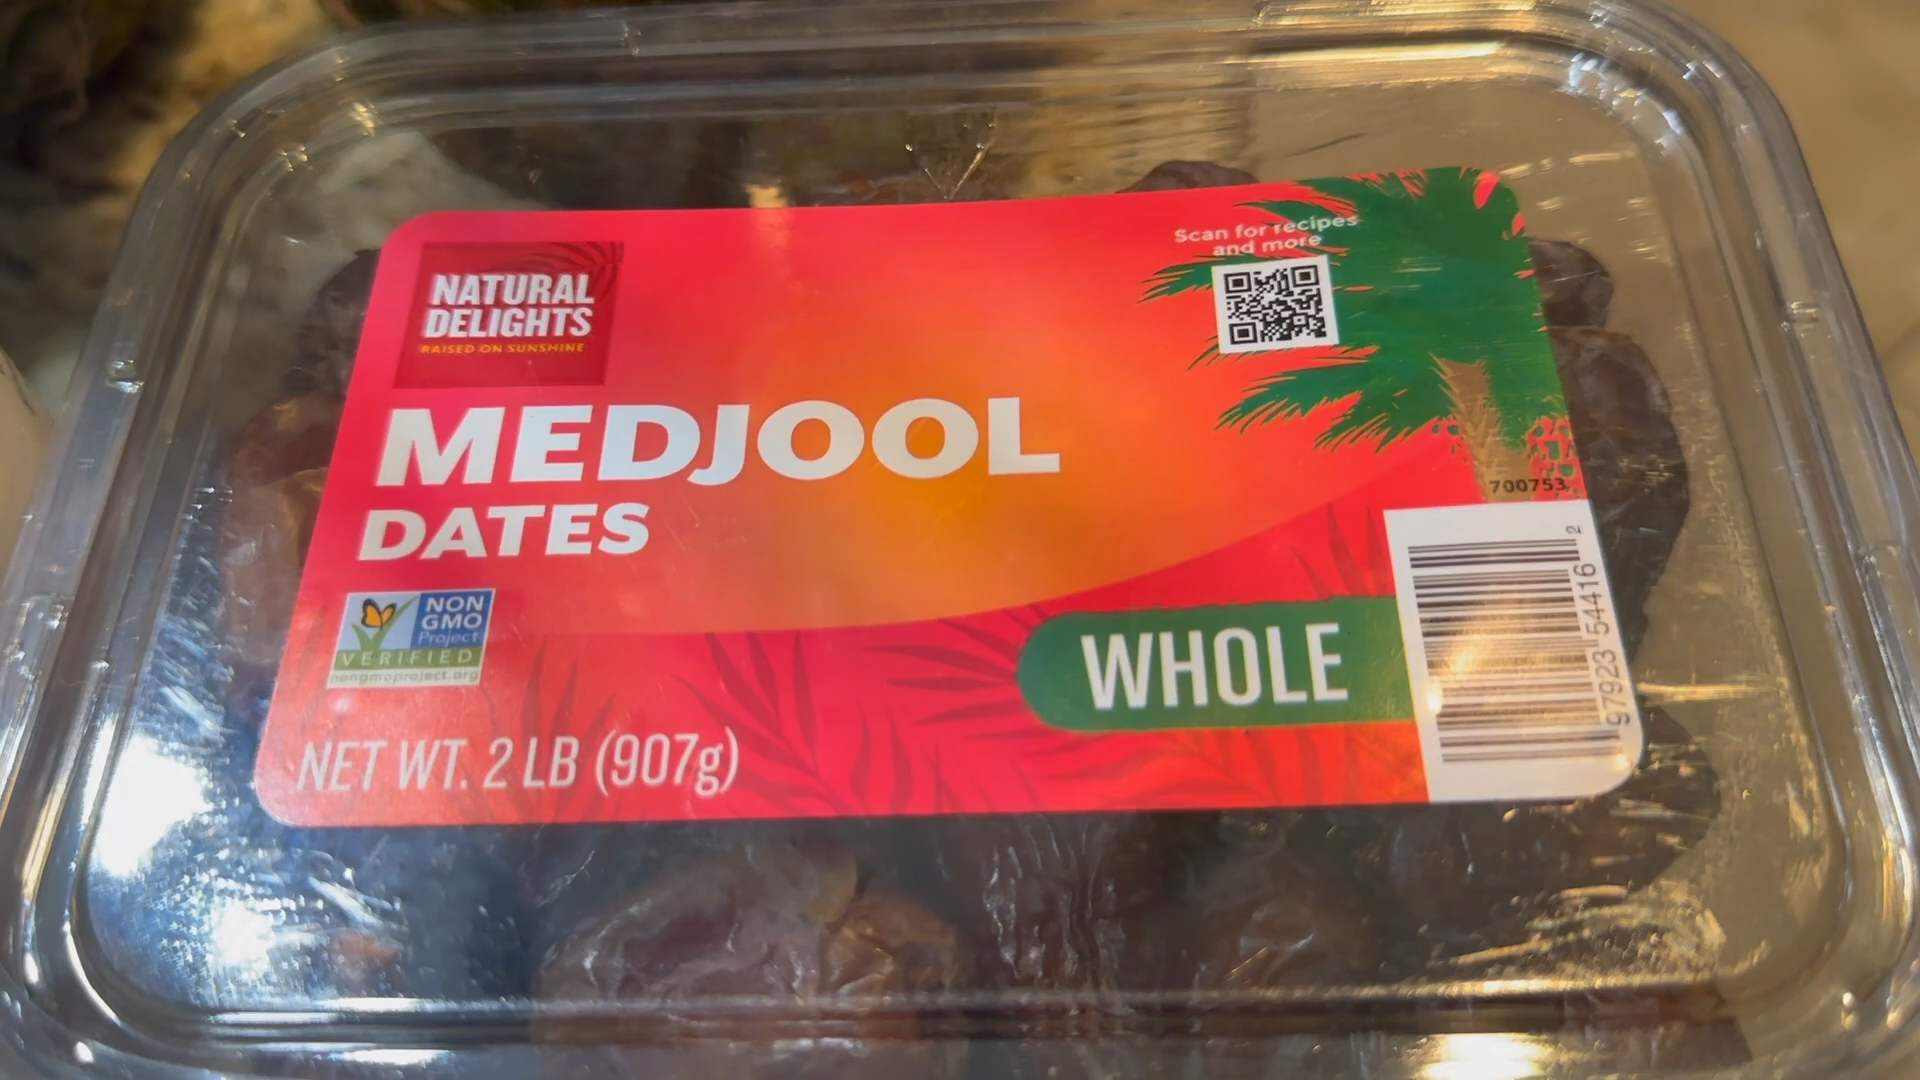 NATURAL
DELIGHTS
RAISED ON SUNSHINE
Scan for recipes
and more
MEDJOOL
DATES
700753
NON
GMO
Project
VERIFIED
nongmoproject.org
WHOLE
NET WT. 2 LB (907g)
97923 54416 2